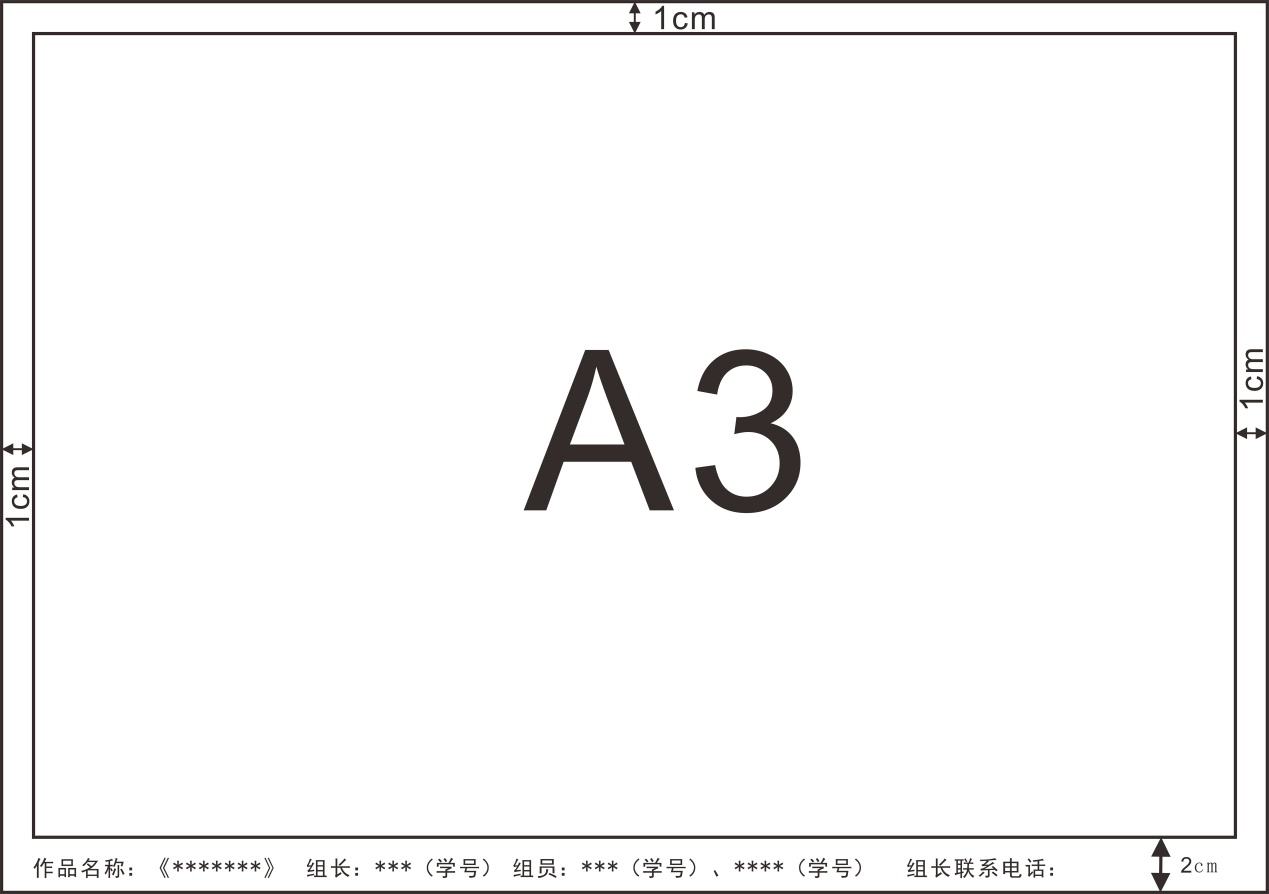 1cm
A3
1cm
1cm
作品名称：《*******》 组长：***（学号） 组员：***（学号）、****（学号） 组长联系电话：
2cm